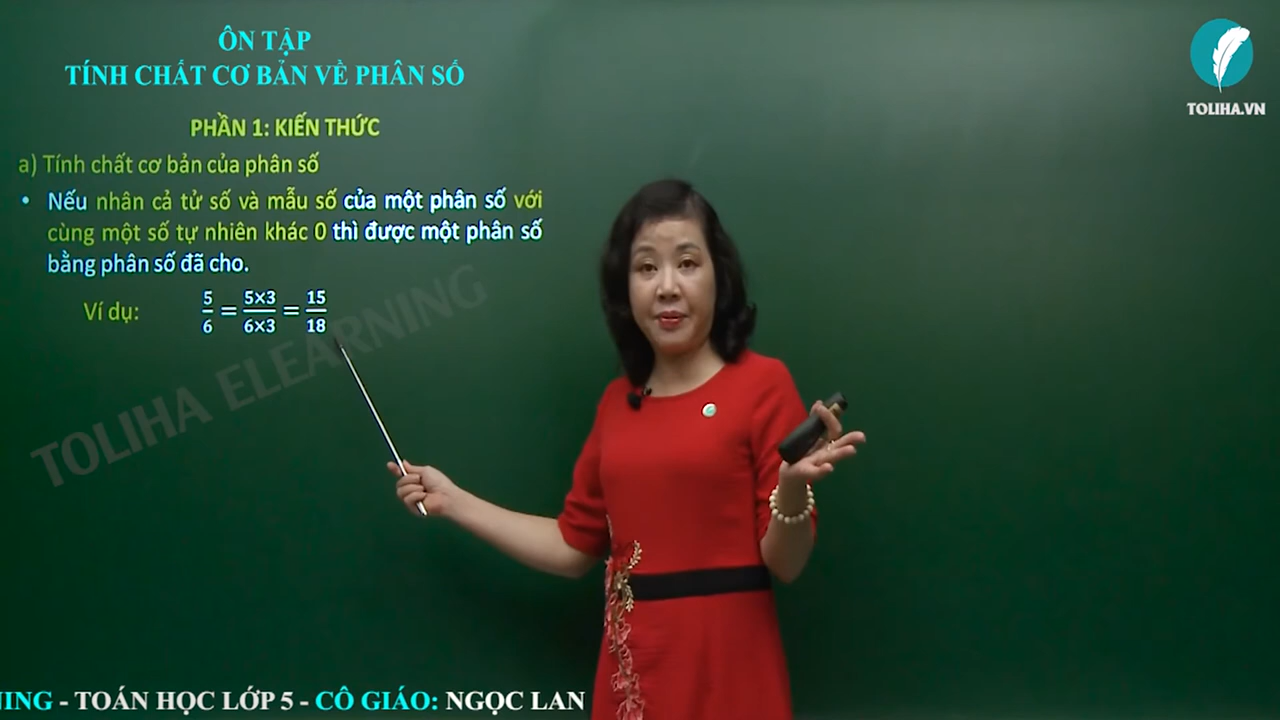 ÔN TẬP
TÍNH CHẤT CƠ BẢN VỀ PHÂN SỐ
PHẦN 1: KIẾN THỨC
a) Tính chất cơ bản của phân số
• Nếu nhân cả tử số và mẫu số của một phân số với
cùng một số tự nhiên khác 0 thì được một phân số
bằng phân số đã cho.
Ví dụ: 5/6 = 5×3/6×3 = 15/18
TOLIHA ELEARNING
TOLIHA.VN
NING - TOÁN HỌC LỚP 5 - CÔ GIÁO: NGỌC LAN